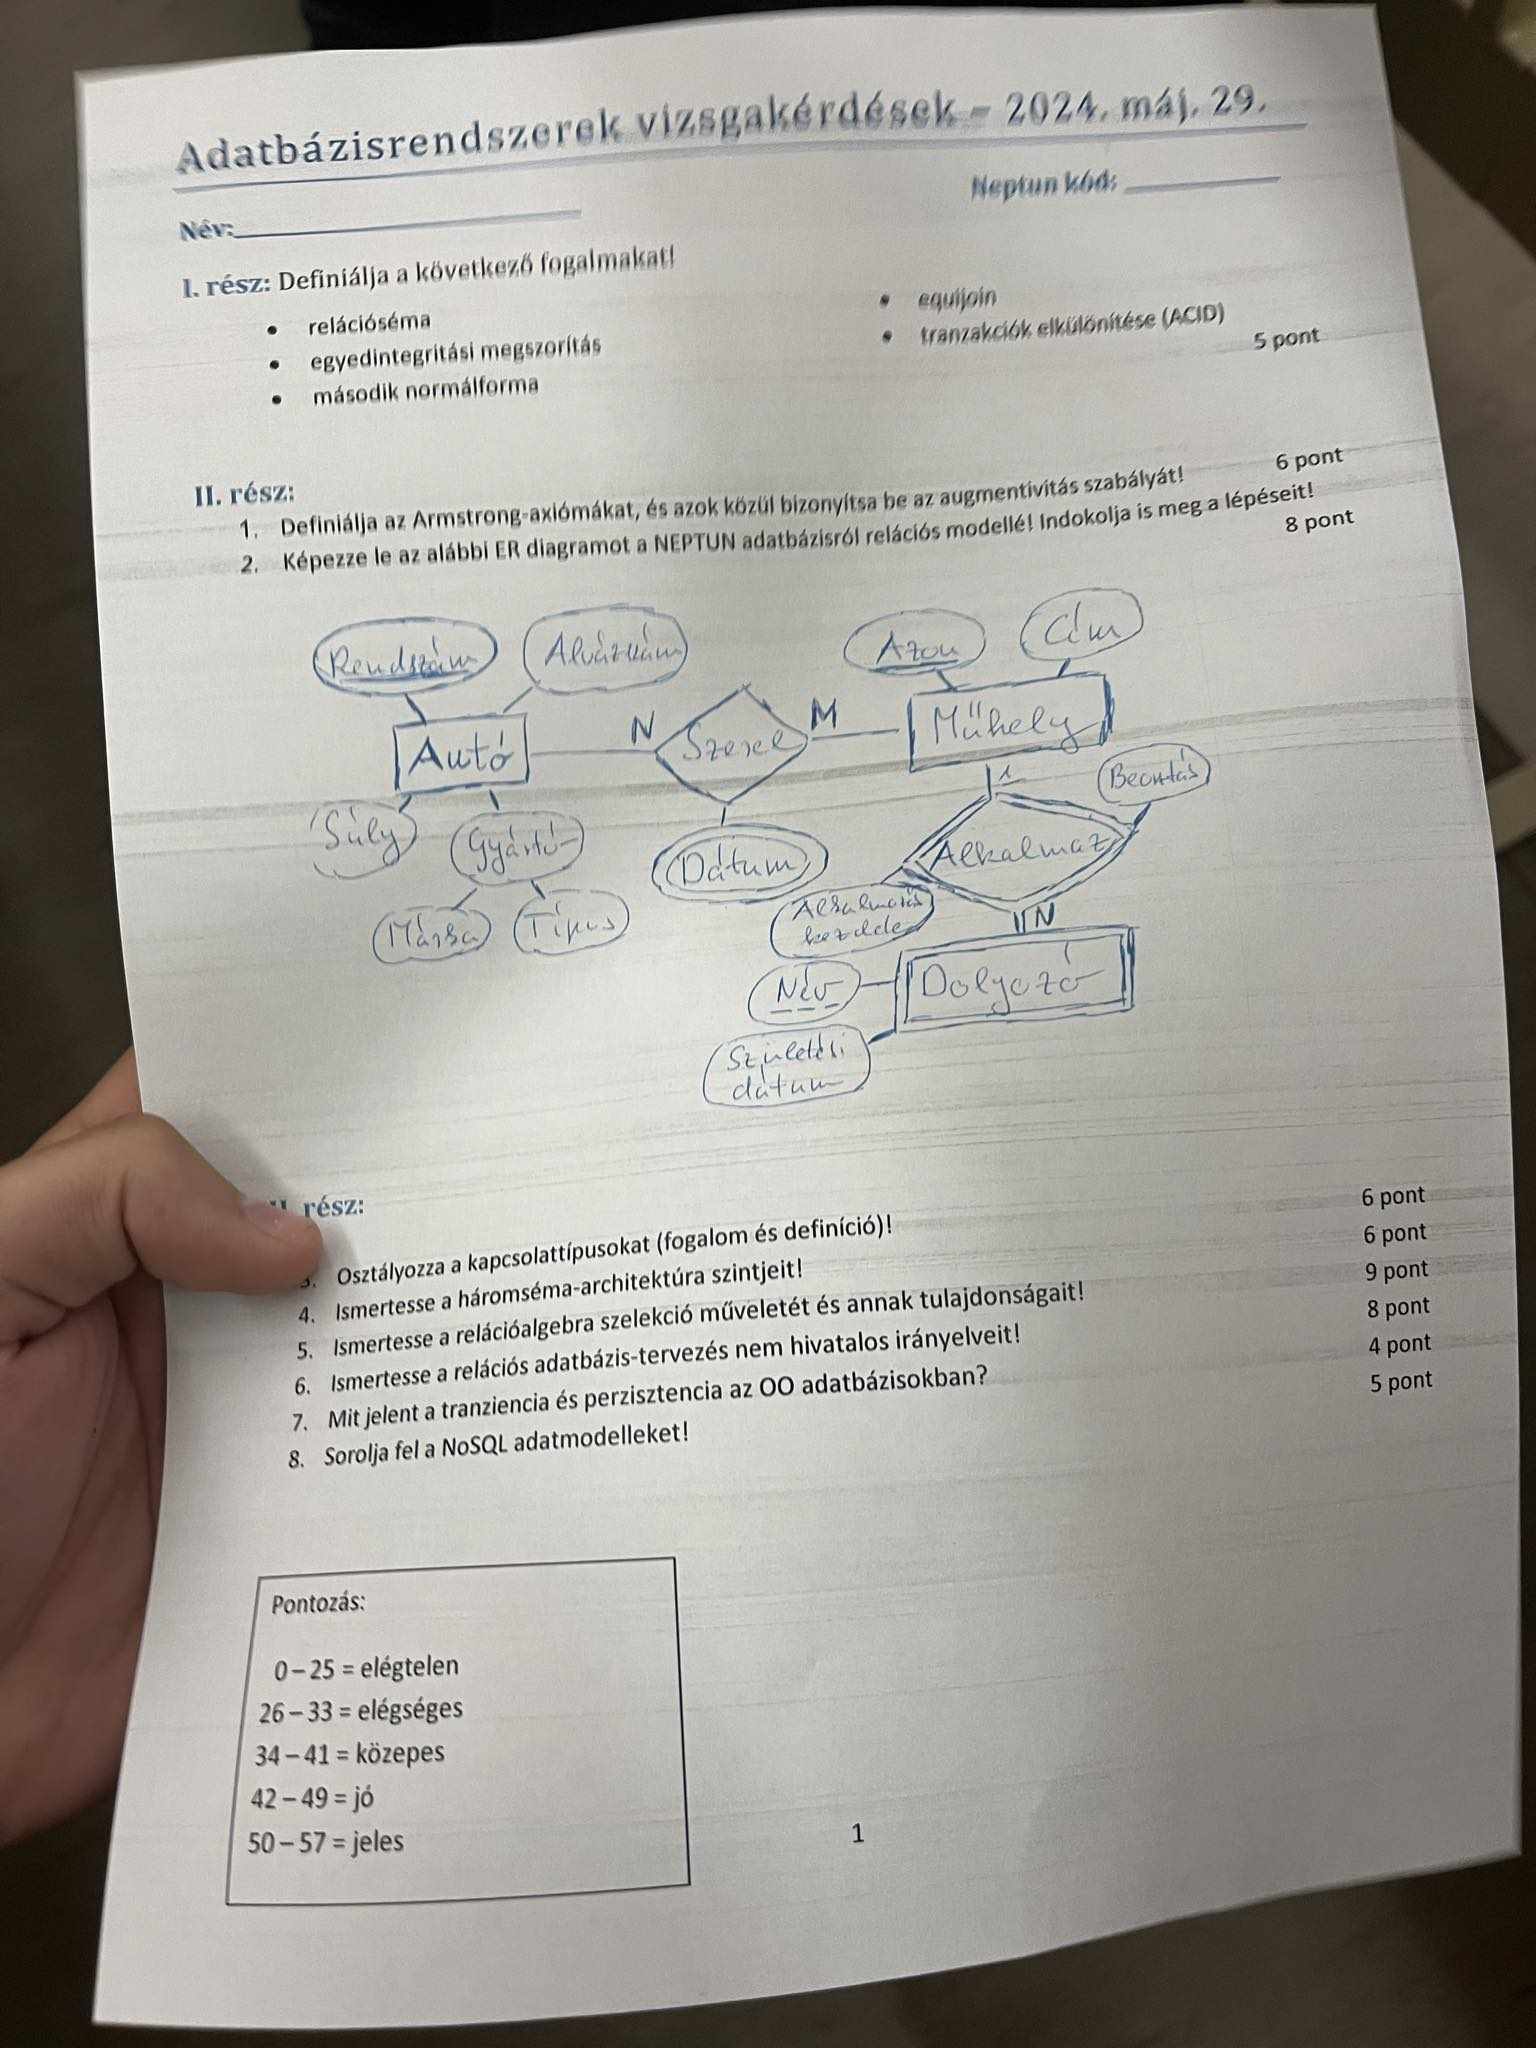 Adatbázisrendszerek vizsgakérdések – 2024. máj. 29.
Név: Neptun kód:
I. rész: Definiálja a következő fogalmakat!
• relációséma
• egyedintegritási megszorítás
• második normálforma
• equijoin
• tranzakciók elkülönítése (ACID)
5 pont
II. rész:
1. Definiálja az Armstrong-axiómákat, és azok közül bizonyítsa be az augmentivitás szabályát! 6 pont
2. Képezze le az alábbi ER diagramot a NEPTUN adatbázisról relációs modellé! Indokolja is meg a lépéseit!
8 pont
Rendszám Alvázszám Azon Cím
Autó N Szerel M Műhely
Súly Gyártó Dátum 1
Márka Típus Alkalmaz Beosztás
Alkalmazás
kezdete
N
Név Dolgozó
Születési
dátum
rész:
3. Osztályozza a kapcsolattípusokat (fogalom és definíció)! 6 pont
4. Ismertesse a háromséma-architektúra szintjeit! 6 pont
5. Ismertesse a relációalgebra szelekció műveletét és annak tulajdonságait! 9 pont
6. Ismertesse a relációs adatbázis-tervezés nem hivatalos irányelveit! 8 pont
7. Mit jelent a tranziencia és perzisztencia az OO adatbázisokban? 4 pont
8. Sorolja fel a NoSQL adatmodelleket! 5 pont
Pontozás:
0 – 25 = elégtelen
26 – 33 = elégséges
34 – 41 = közepes
42 – 49 = jó
50 – 57 = jeles
1